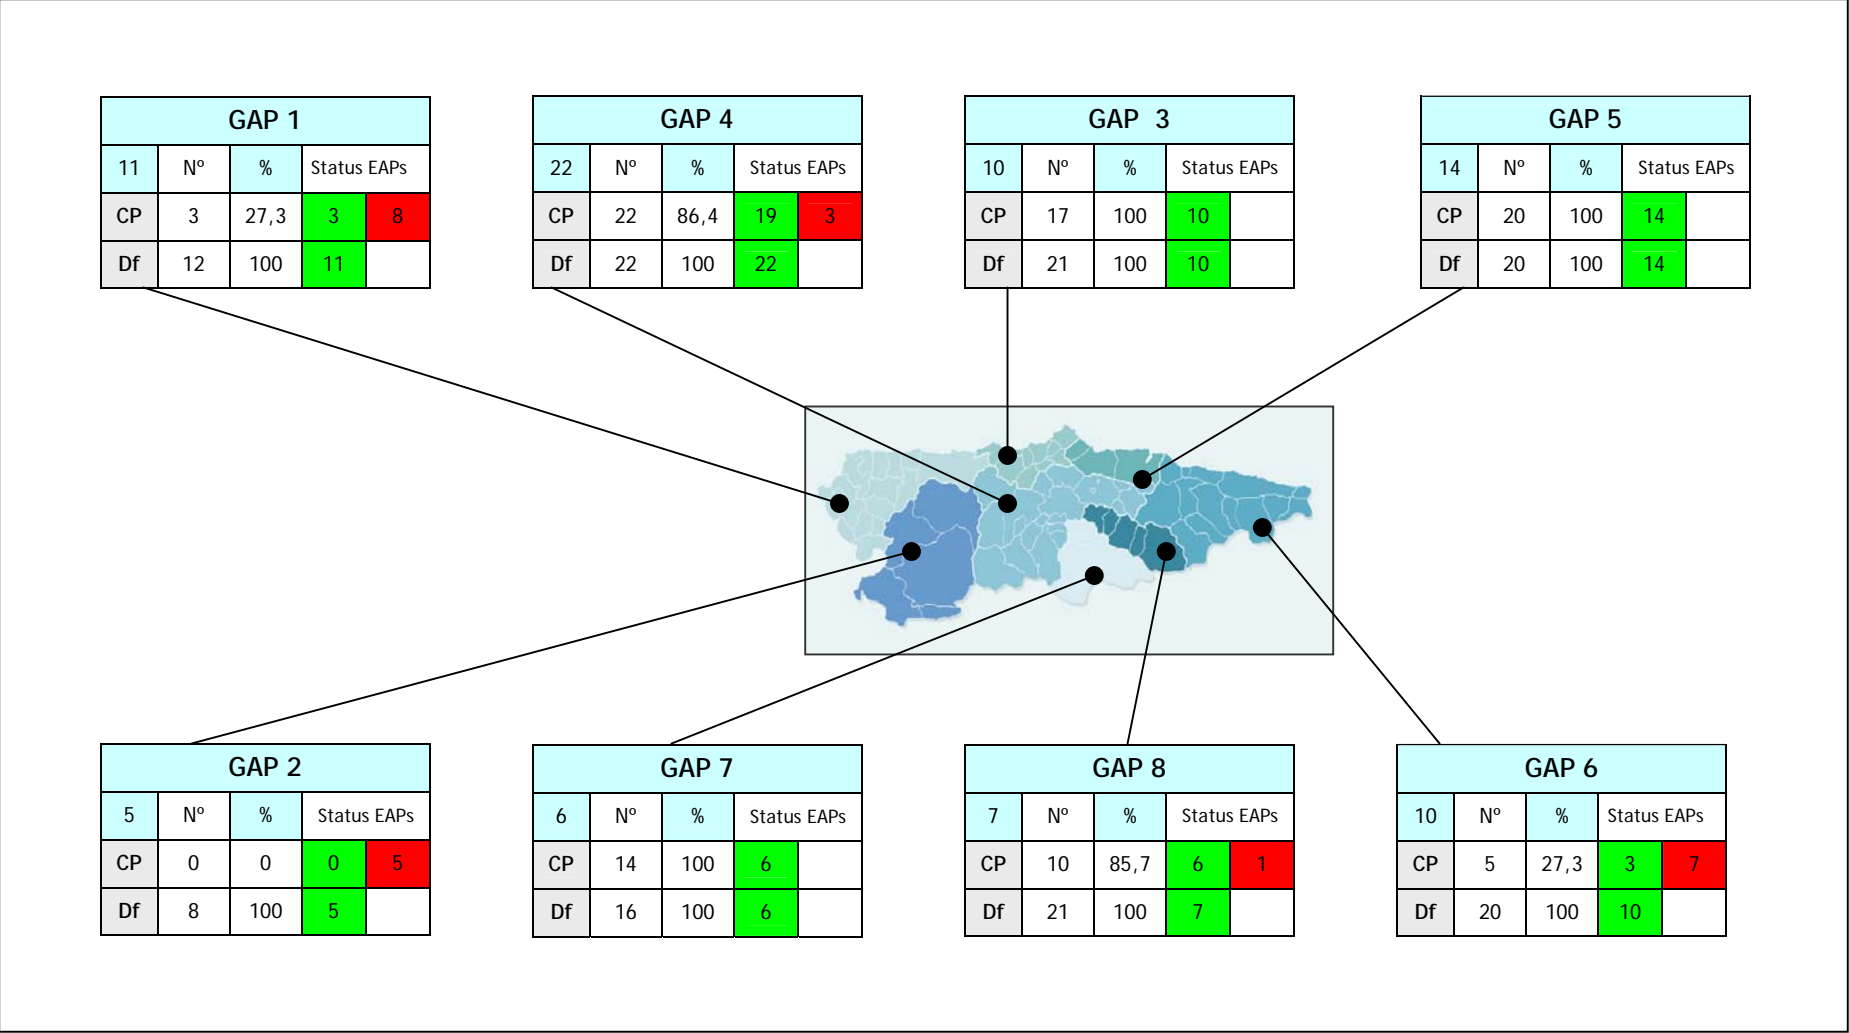 GAP 1
11 Nº % Status EAPs
CP 3 27,3 3 8
Df 12 100 11
GAP 4
22 Nº % Status EAPs
CP 22 86,4 19 3
Df 22 100 22
GAP 3
10 Nº % Status EAPs
CP 17 100 10
Df 21 100 10
GAP 5
14 Nº % Status EAPs
CP 20 100 14
Df 20 100 14
GAP 2
5 Nº % Status EAPs
CP 0 0 0 5
Df 8 100 5
GAP 7
6 Nº % Status EAPs
CP 14 100 6
Df 16 100 6
GAP 8
7 Nº % Status EAPs
CP 10 85,7 6 1
Df 21 100 7
GAP 6
10 Nº % Status EAPs
CP 5 27,3 3 7
Df 20 100 10